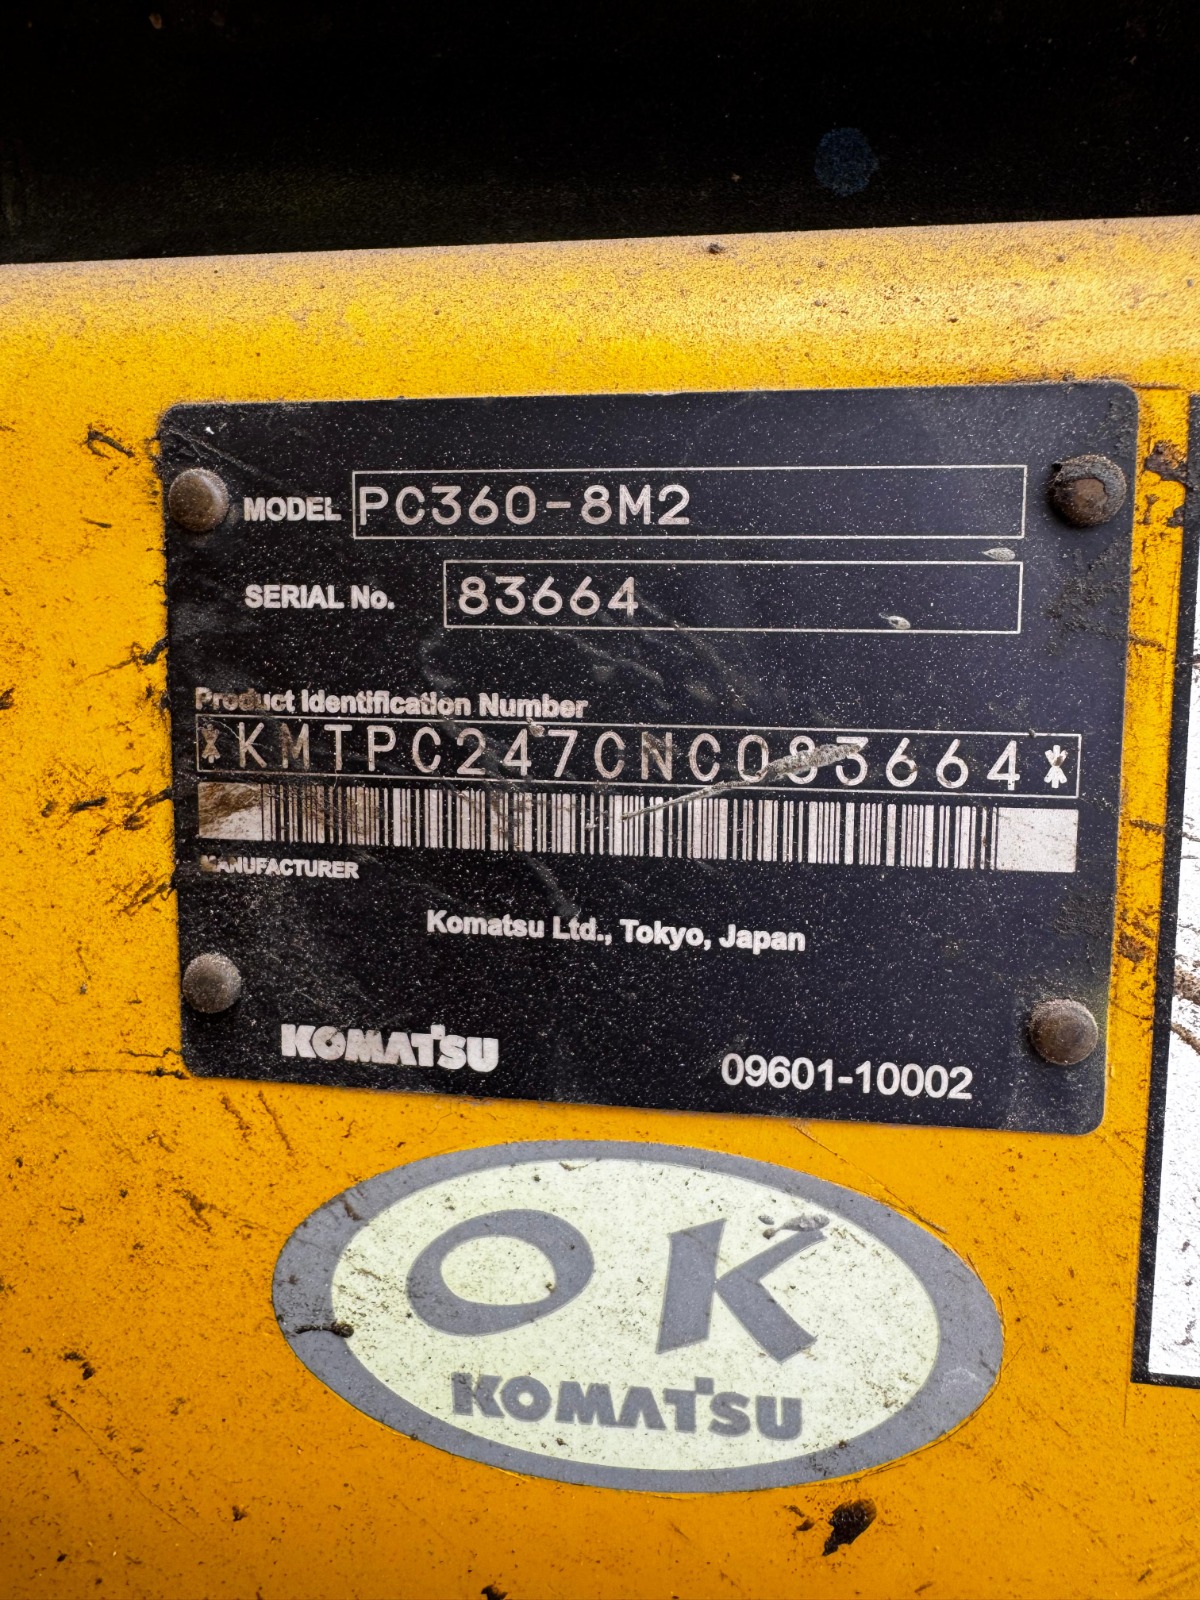 MODEL PC360-8M2
SERIAL No. 83664
Product Identification Number
*KMTPC247CNC083664*
MANUFACTURER
Komatsu Ltd., Tokyo, Japan
KOMATSU 09601-10002
OK
KOMATSU